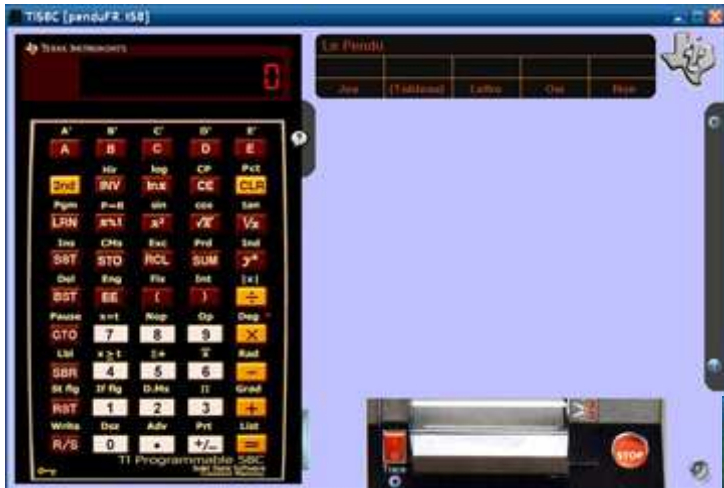 TI58C [penduFR.t58]
TEXAS INSTRUMENTS
Le Pendu
0
Jeu (Tableau) Lettre Oui Non
A' B' C' D' E'
A B C D E
log CP Pct
2nd INV lnx CE CLR
Pgm P→R sin cos tan
LRN x≷t x² √x 1/x
Ins CMs Exc Prd Ind
SST STO RCL SUM yˣ
Del Eng Fix Int |x|
BST EE ( ) ÷
Pause x=t Nop Op Deg
GTO 7 8 9 ×
Lbl x≥t Σ+ x̄ Rad
SBR 4 5 6 −
St flg If flg D.Ms π Grad
RST 1 2 3 +
Write Dsz Adv Prt List
R/S 0 . +/− =
TI Programmable 58C
TRACE
STOP